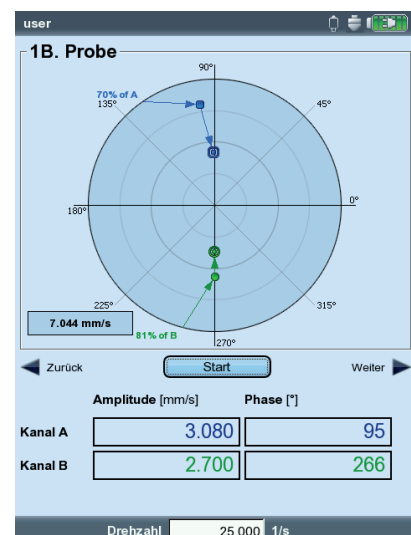 user
1B. Probe
90°
70% of A
135°
45°
180°
0°
225°
315°
7.044 mm/s
81% of B
270°
Zurück
Start
Weiter
Amplitude [mm/s] Phase [°]
Kanal A 3.080 95
Kanal B 2.700 266
Drehzahl 25.000 1/s